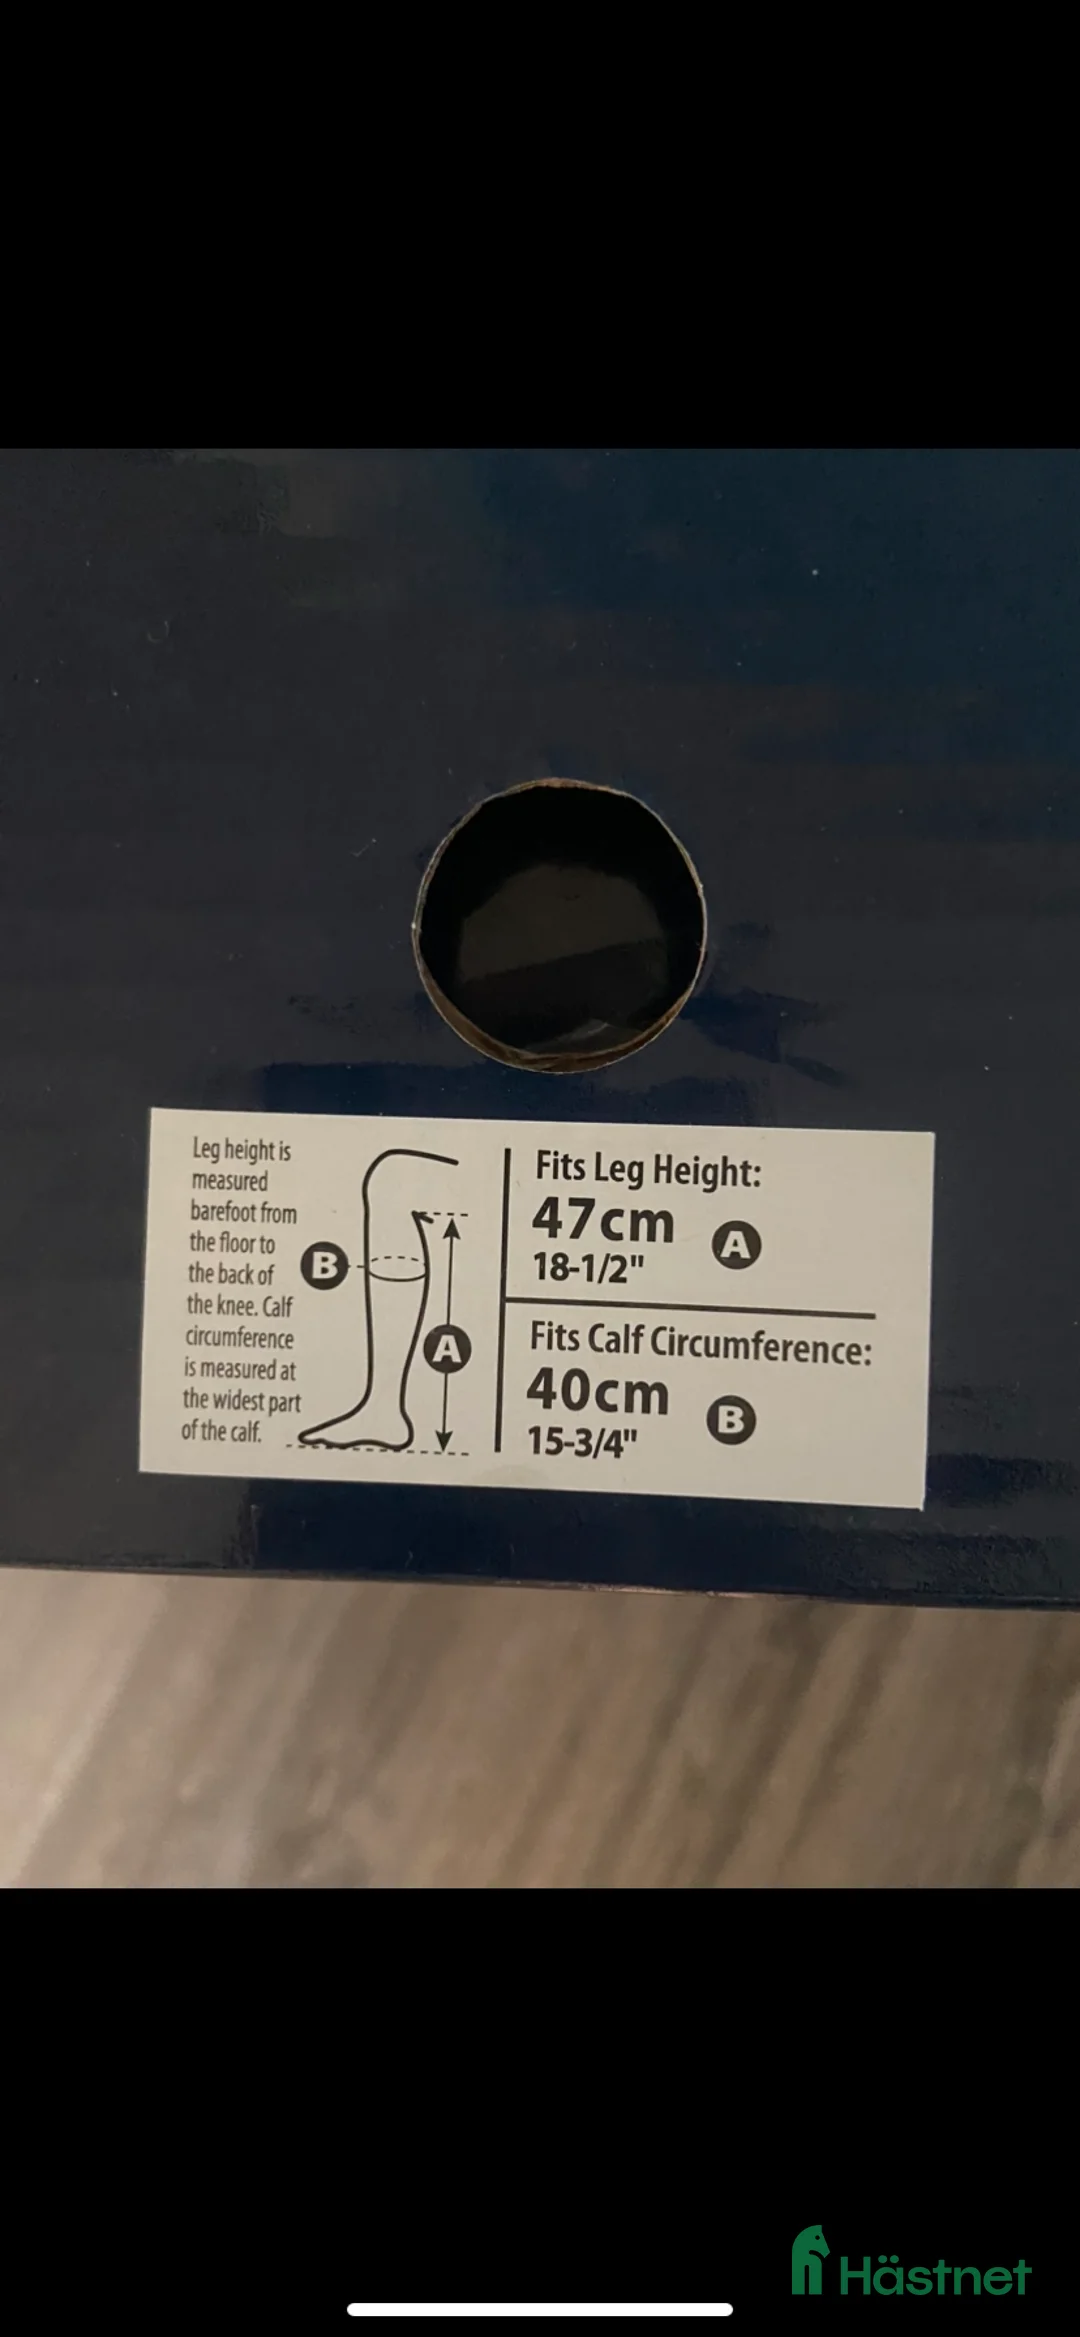 Leg height is
measured
barefoot from
the floor to
the back of
the knee. Calf
circumference
is measured at
the widest part
of the calf.
B
A
Fits Leg Height:
47cm A
18-1/2"
Fits Calf Circumference:
40cm B
15-3/4"
Hästnet